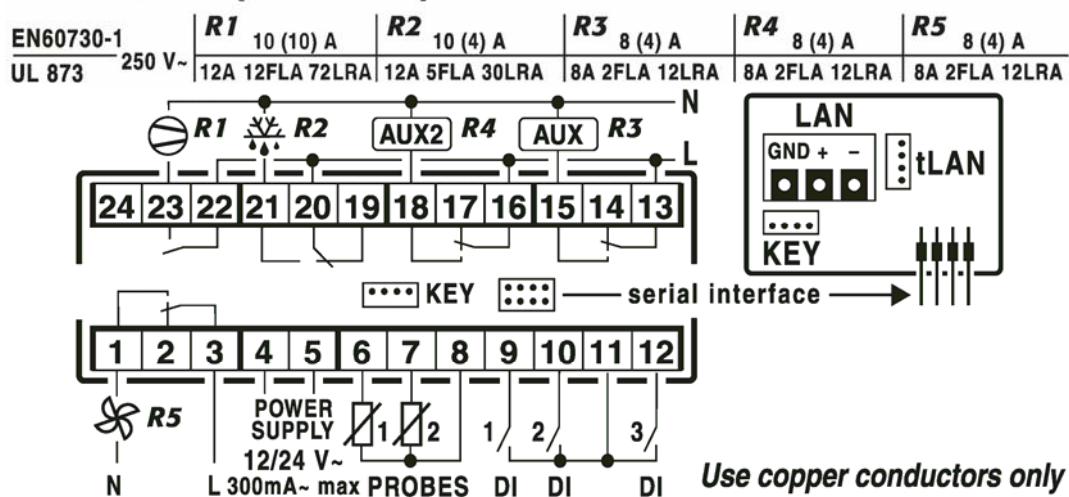 EN60730-1
UL 873
250 V~
R1 10 (10) A
12A 12FLA 72LRA
R2 10 (4) A
12A 5FLA 30LRA
R3 8 (4) A
8A 2FLA 12LRA
R4 8 (4) A
8A 2FLA 12LRA
R5 8 (4) A
8A 2FLA 12LRA
N
R1 R2 AUX2 R4 AUX R3
L
24 23 22 21 20 19 18 17 16 15 14 13
LAN
GND + -
tLAN
KEY
KEY serial interface
1 2 3 4 5 6 7 8 9 10 11 12
R5
POWER
SUPPLY
12/24 V~
300mA~ max
1 2 1 2 3
N L PROBES DI DI DI
Use copper conductors only